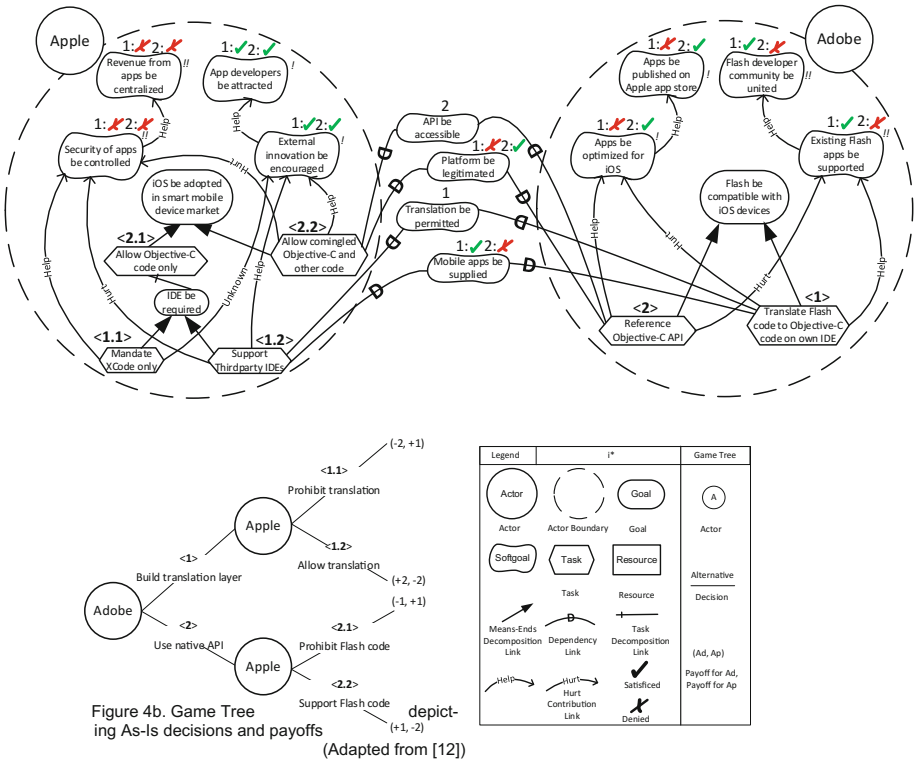 Apple
1:✗2:✗
Revenue from
apps be
centralized
!!
1:✓2:✓
App developers
be attracted
!
Help
Help
1:✗2:✗
!!
Security of apps
be controlled
1:✓2:✓
External
innovation be
encouraged
!
Hurt
Help
iOS be adopted
in smart mobile
device market
<2.1>
Allow Objective-C
code only
<2.2>
Allow comingled
Objective-C and
other code
IDE be
required
Help
Hurt
Unknown
Help
<1.1>
Mandate
XCode only
<1.2>
Support
Thirdparty IDEs
2
API be
accessible
1:✗2:✓
Platform be
legitimated
1
Translation be
permitted
1:✓2:✗
Mobile apps be
supplied
D
D
D
D
D
D
D
D
Adobe
1:✗2:✓
Apps be
published on
Apple app store
!
1:✓2:✗
Flash developer
community be
united
!!
Help
Help
1:✗2:✓
Apps be
optimized for
iOS
!
1:✓2:✗
Existing Flash
apps be
supported
!!
Flash be
compatible with
iOS devices
Help
Hurt
Hurt
Help
<2>
Reference
Objective-C API
<1>
Translate Flash
code to Objective-C
code on own IDE
(-2, +1)
<1.1>
Prohibit translation
Apple
<1.2>
Allow translation
(+2, -2)
<1>
Build translation layer
Adobe
<2>
Use native API
(-1, +1)
<2.1>
Prohibit Flash code
Apple
<2.2>
Support Flash code
(+1, -2)
Figure 4b. Game Tree depict-
ing As-Is decisions and payoffs
(Adapted from [12])
Legend i* Game Tree
Actor
Goal
A
Actor Actor Boundary Goal Actor
Softgoal Task Resource
Task Resource
Alternative
Decision
D
Means-Ends
Decomposition
Link
Dependency
Link
Task
Decomposition
Link
(Ad, Ap)
Payoff for Ad,
Payoff for Ap
Help
Hurt
Hurt
Contribution
Link
✓
Satisficed
✗
Denied